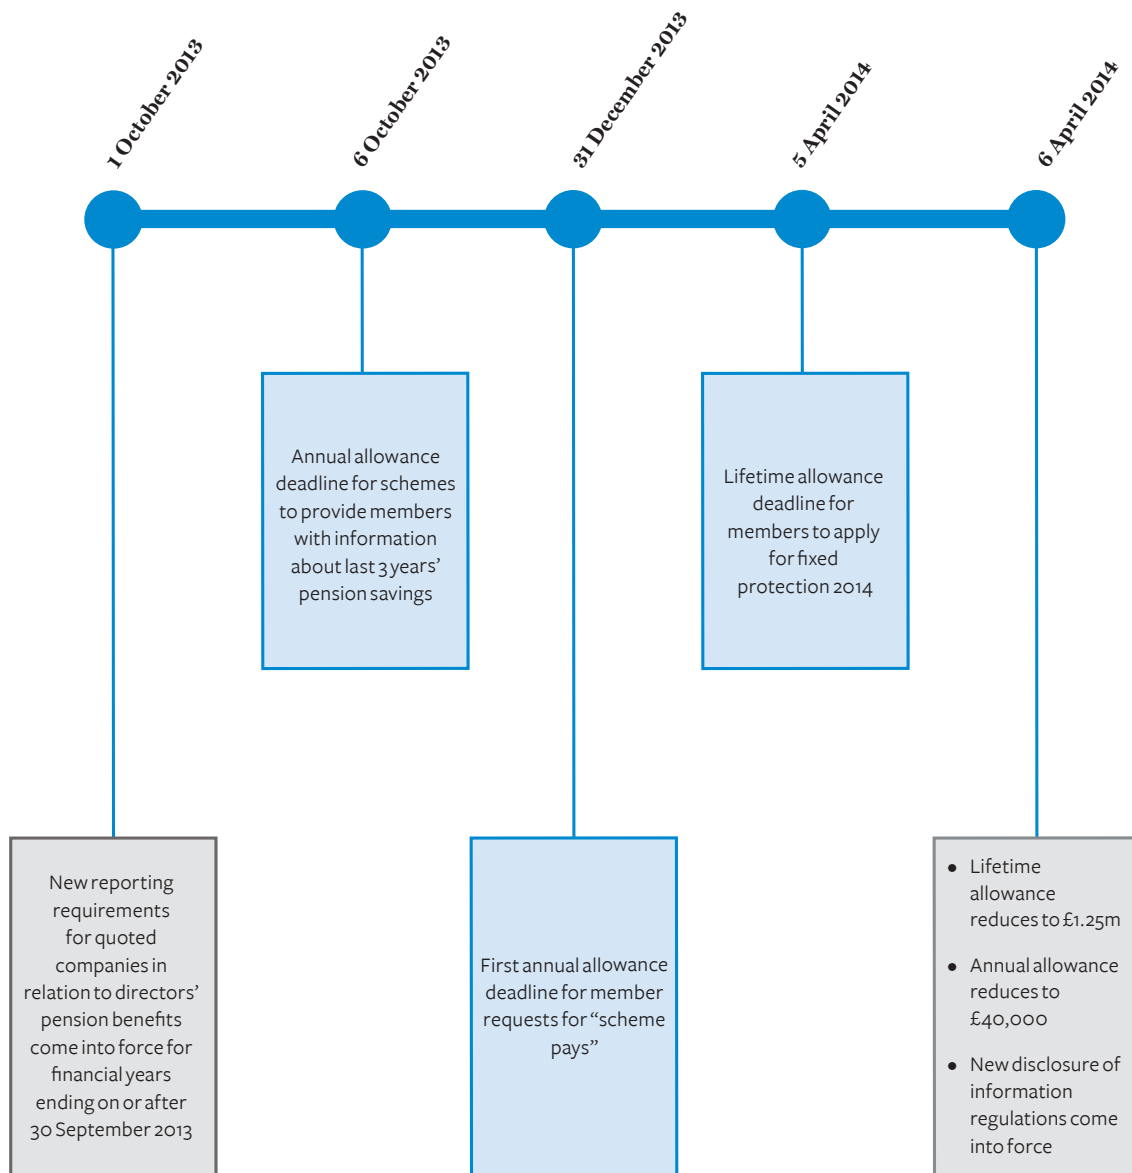 1 October 2013
6 October 2013
31 December 2013
5 April 2014
6 April 2014
Annual allowance
deadline for schemes
to provide members
with information
about last 3 years’
pension savings
Lifetime allowance
deadline for
members to apply
for fixed
protection 2014
New reporting
requirements
for quoted
companies in
relation to directors’
pension benefits
come into force for
financial years
ending on or after
30 September 2013
First annual allowance
deadline for member
requests for “scheme
pays”
• Lifetime
allowance
reduces to £1.25m
• Annual allowance
reduces to
£40,000
• New disclosure of
information
regulations come
into force